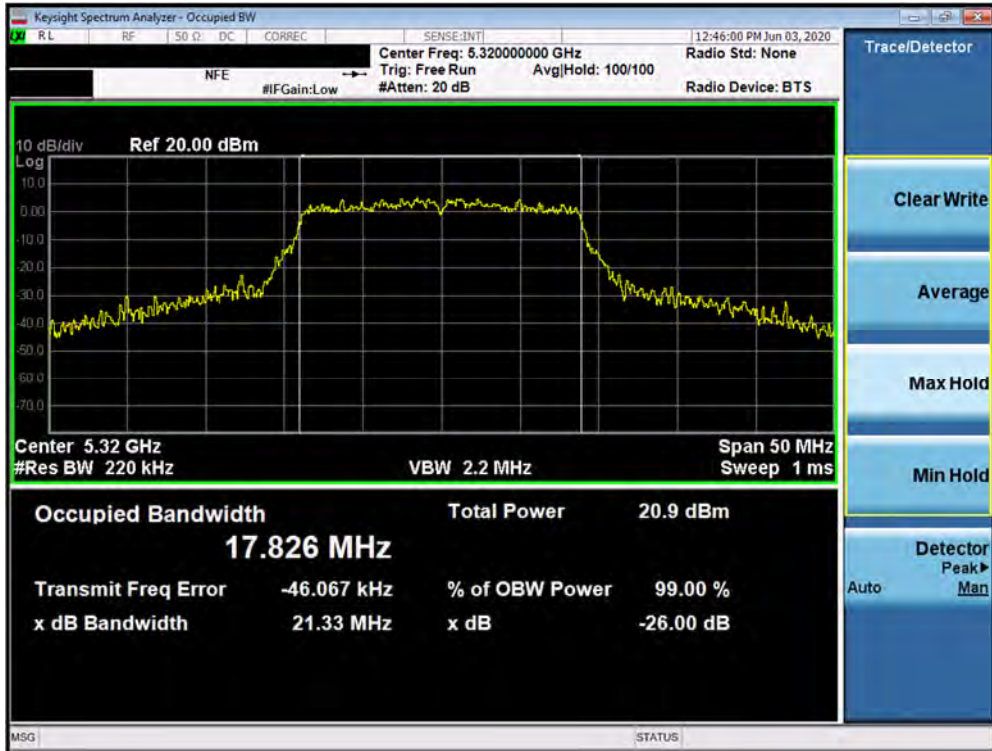 Keysight Spectrum Analyzer - Occupied BW
LXI RL RF 50 Ω DC CORREC SENSE:INT 12:46:00 PM Jun 03, 2020
Center Freq: 5.320000000 GHz Radio Std: None
NFE Trig: Free Run Avg|Hold: 100/100
#IFGain:Low #Atten: 20 dB Radio Device: BTS
Trace/Detector
10 dB/div Ref 20.00 dBm
Log
10.0
0.00
-10.0
-20.0
-30.0
-40.0
-50.0
-60.0
-70.0
Center 5.32 GHz Span 50 MHz
#Res BW 220 kHz VBW 2.2 MHz Sweep 1 ms
Occupied Bandwidth Total Power 20.9 dBm
17.826 MHz
Transmit Freq Error -46.067 kHz % of OBW Power 99.00 %
x dB Bandwidth 21.33 MHz x dB -26.00 dB
Clear Write
Average
Max Hold
Min Hold
Detector
Peak▶
Auto Man
MSG STATUS